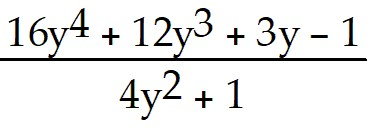 16y⁴ + 12y³ + 3y – 1
4y² + 1